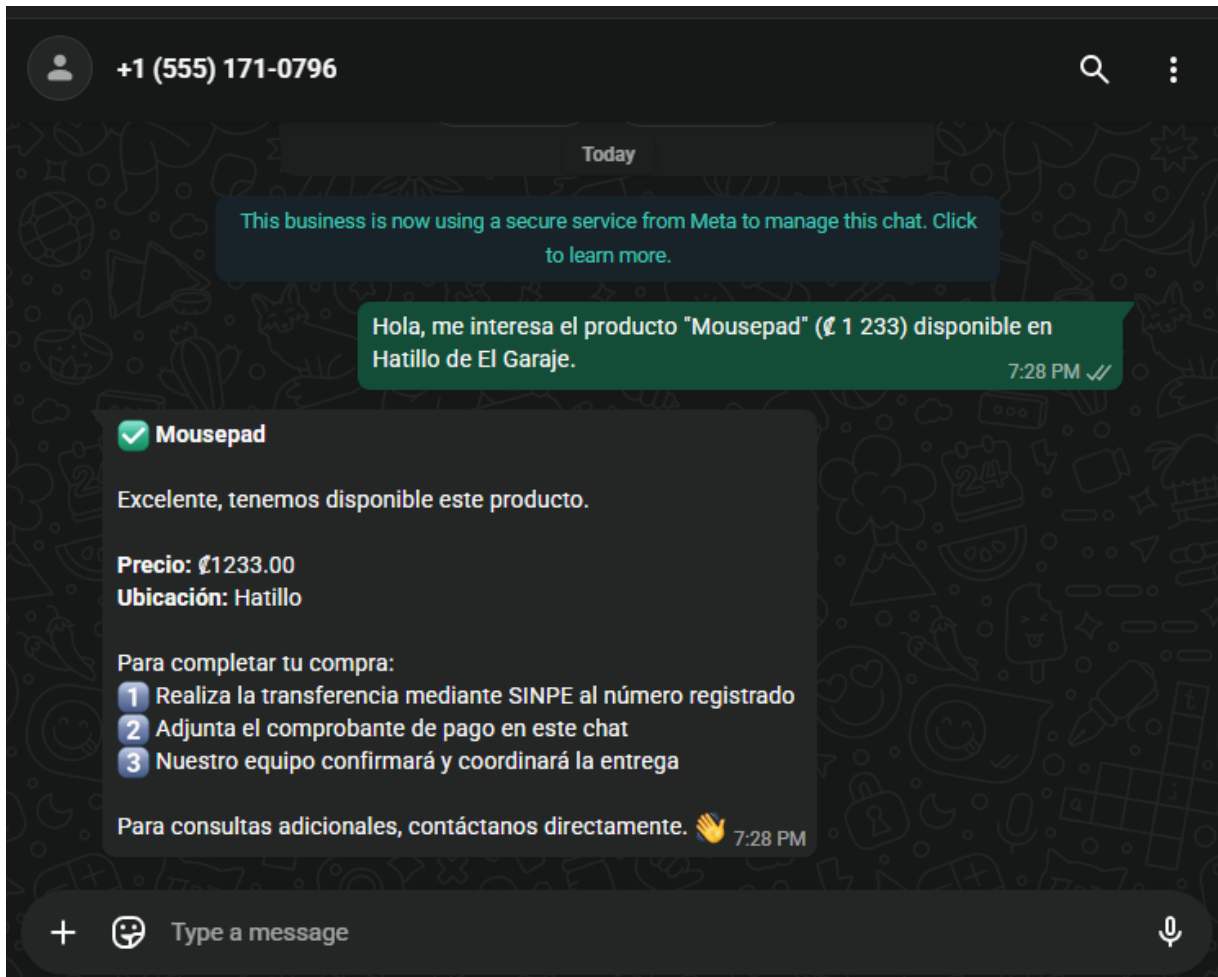 +1 (555) 171-0796
Today
This business is now using a secure service from Meta to manage this chat. Click
to learn more.
Hola, me interesa el producto "Mousepad" (₡ 1 233) disponible en
Hatillo de El Garaje.
7:28 PM
✅ Mousepad
Excelente, tenemos disponible este producto.
Precio: ₡1233.00
Ubicación: Hatillo
Para completar tu compra:
1️⃣ Realiza la transferencia mediante SINPE al número registrado
2️⃣ Adjunta el comprobante de pago en este chat
3️⃣ Nuestro equipo confirmará y coordinará la entrega
Para consultas adicionales, contáctanos directamente. 👋 7:28 PM
Type a message